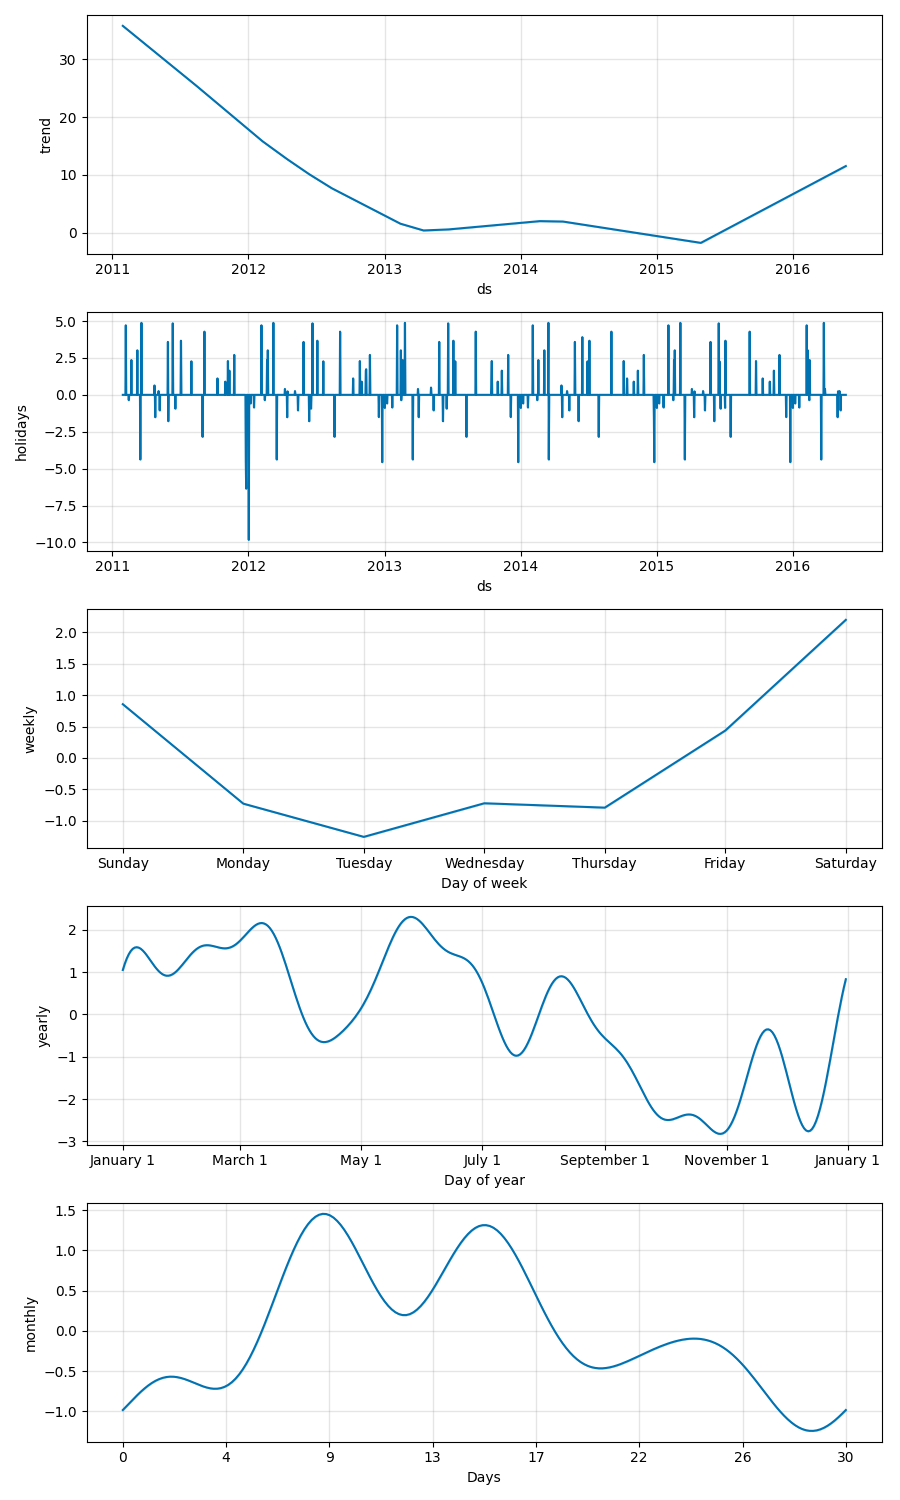 30
20
10
0
trend
2011 2012 2013 2014 2015 2016
ds
5.0
2.5
0.0
−2.5
−5.0
−7.5
−10.0
holidays
2011 2012 2013 2014 2015 2016
ds
2.0
1.5
1.0
0.5
0.0
−0.5
−1.0
weekly
Sunday Monday Tuesday Wednesday Thursday Friday Saturday
Day of week
2
1
0
−1
−2
−3
yearly
January 1 March 1 May 1 July 1 September 1 November 1 January 1
Day of year
1.5
1.0
0.5
0.0
−0.5
−1.0
monthly
0 4 9 13 17 22 26 30
Days